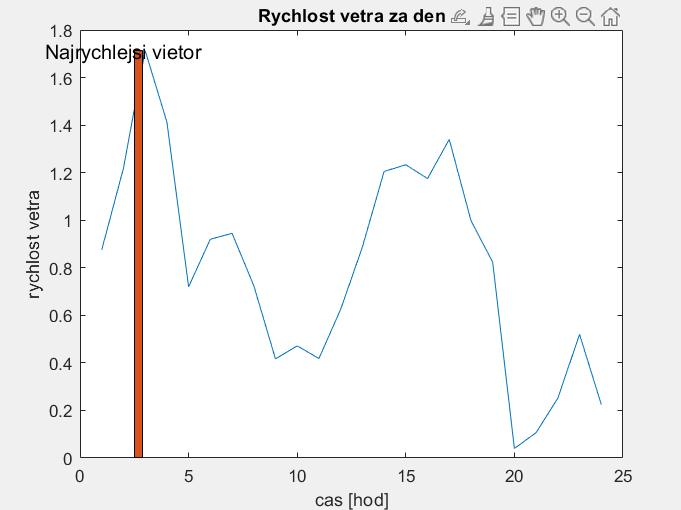 Rychlost vetra za den
1.8
Najrychlejsi vietor
1.6
1.4
1.2
1
0.8
0.6
0.4
0.2
0
rychlost vetra
0 5 10 15 20 25
cas [hod]